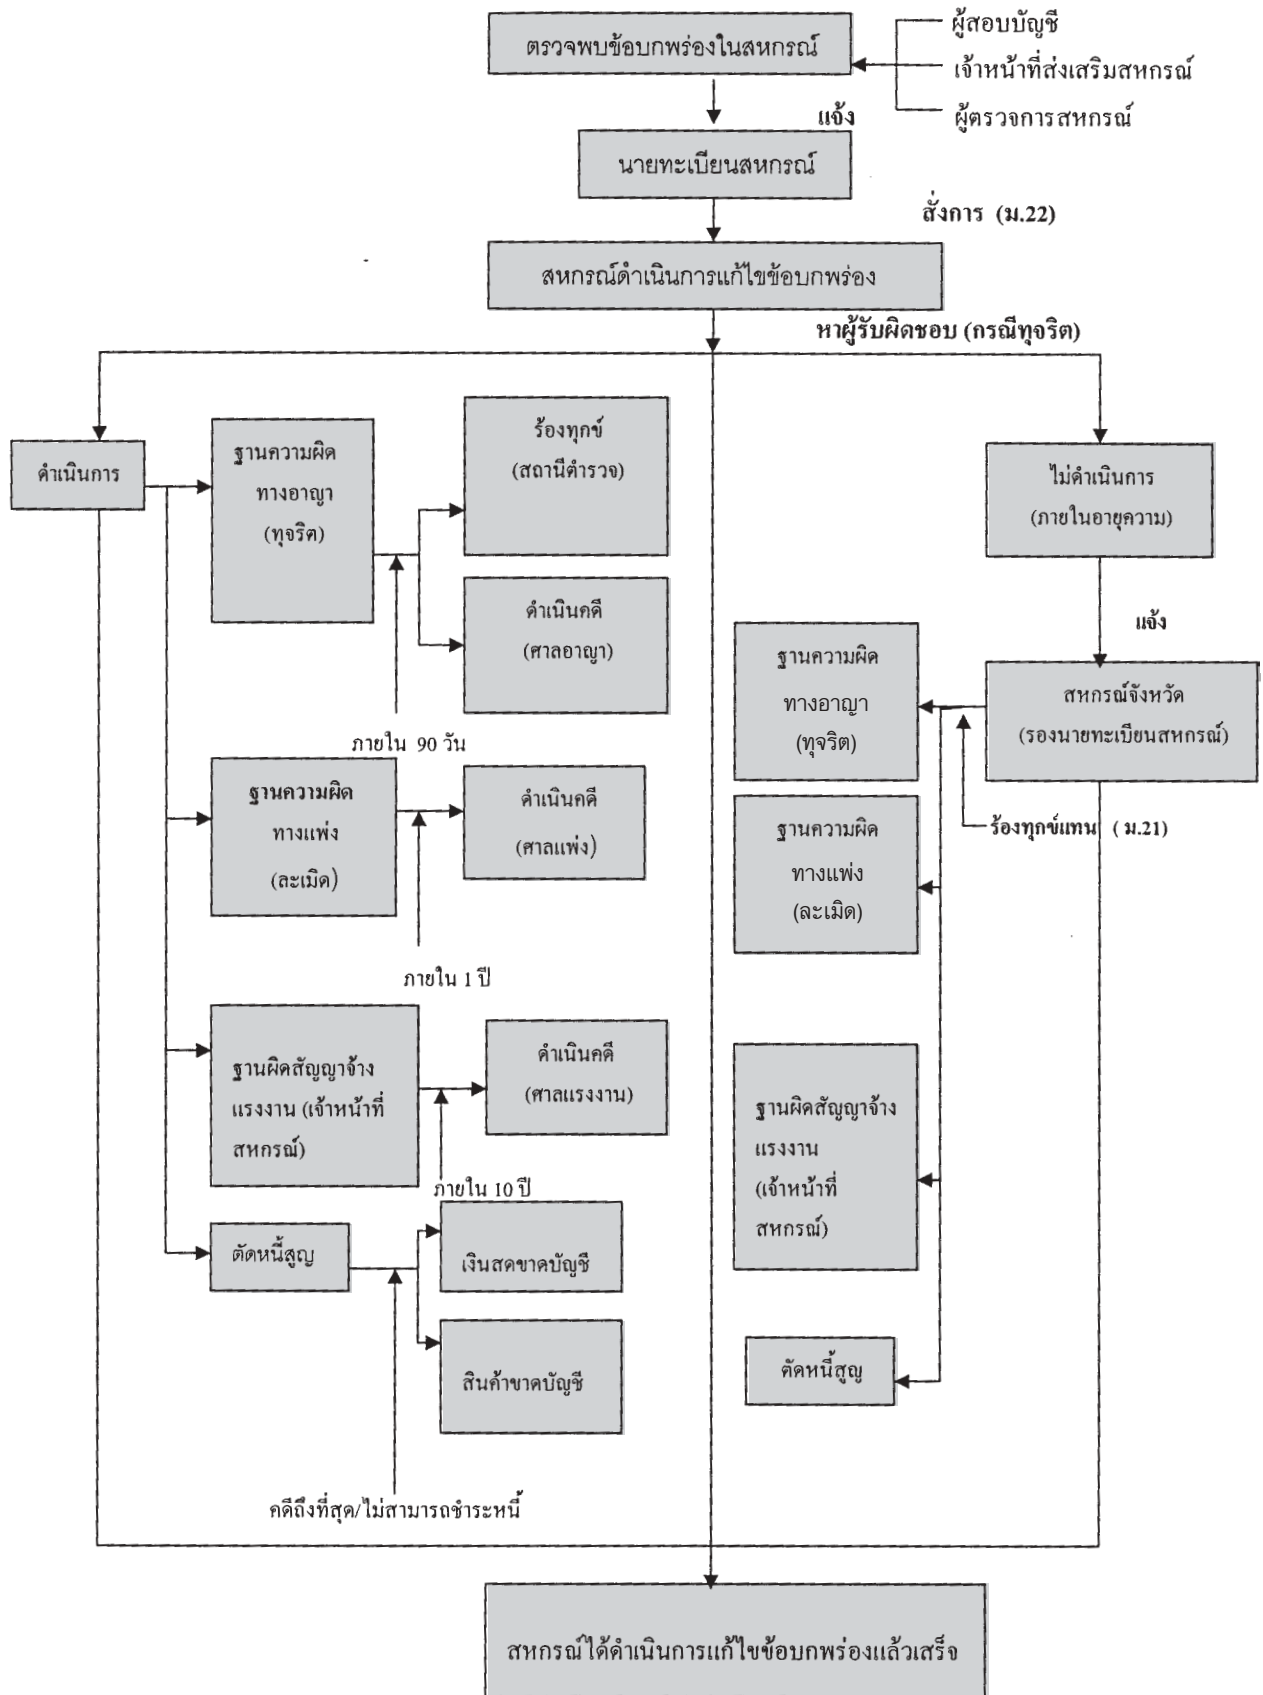 ตรวจพบข้อบกพร่องในสหกรณ์
ผู้สอบบัญชี
เจ้าหน้าที่ส่งเสริมสหกรณ์
ผู้ตรวจการสหกรณ์
แจ้ง
นายทะเบียนสหกรณ์
สั่งการ (ม.22)
สหกรณ์ดำเนินการแก้ไขข้อบกพร่อง
หาผู้รับผิดชอบ (กรณีทุจริต)
ดำเนินการ
ฐานความผิด
ทางอาญา
(ทุจริต)
ร้องทุกข์
(สถานีตำรวจ)
ดำเนินคดี
(ศาลอาญา)
ภายใน 90 วัน
ฐานความผิด
ทางแพ่ง
(ละเมิด)
ดำเนินคดี
(ศาลแพ่ง)
ภายใน 1 ปี
ฐานผิดสัญญาจ้าง
แรงงาน (เจ้าหน้าที่
สหกรณ์)
ดำเนินคดี
(ศาลแรงงาน)
ภายใน 10 ปี
ตัดหนี้สูญ
เงินสดขาดบัญชี
สินค้าขาดบัญชี
คดีถึงที่สุด/ไม่สามารถชำระหนี้
ไม่ดำเนินการ
(ภายในอายุความ)
แจ้ง
สหกรณ์จังหวัด
(รองนายทะเบียนสหกรณ์)
ร้องทุกข์แทน ( ม.21)
ฐานความผิด
ทางอาญา
(ทุจริต)
ฐานความผิด
ทางแพ่ง
(ละเมิด)
ฐานผิดสัญญาจ้าง
แรงงาน
(เจ้าหน้าที่
สหกรณ์)
ตัดหนี้สูญ
สหกรณ์ได้ดำเนินการแก้ไขข้อบกพร่องแล้วเสร็จ